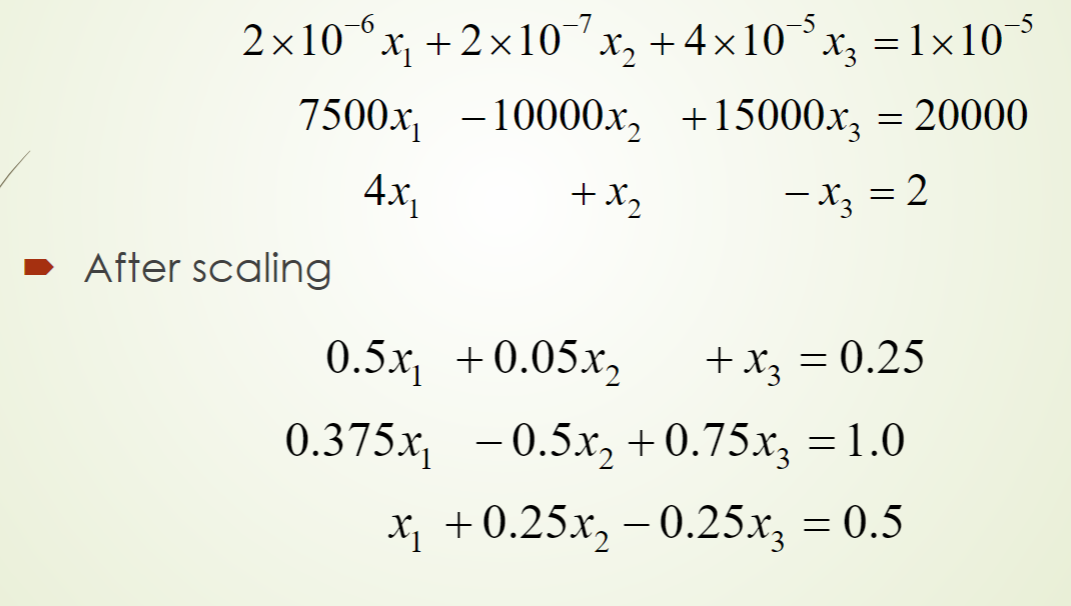 2×10⁻⁶x₁ + 2×10⁻⁷x₂ + 4×10⁻⁵x₃ = 1×10⁻⁵
7500x₁ −10000x₂ +15000x₃ = 20000
4x₁ + x₂ − x₃ = 2
After scaling
0.5x₁ +0.05x₂ + x₃ = 0.25
0.375x₁ −0.5x₂ +0.75x₃ =1.0
x₁ +0.25x₂ −0.25x₃ = 0.5